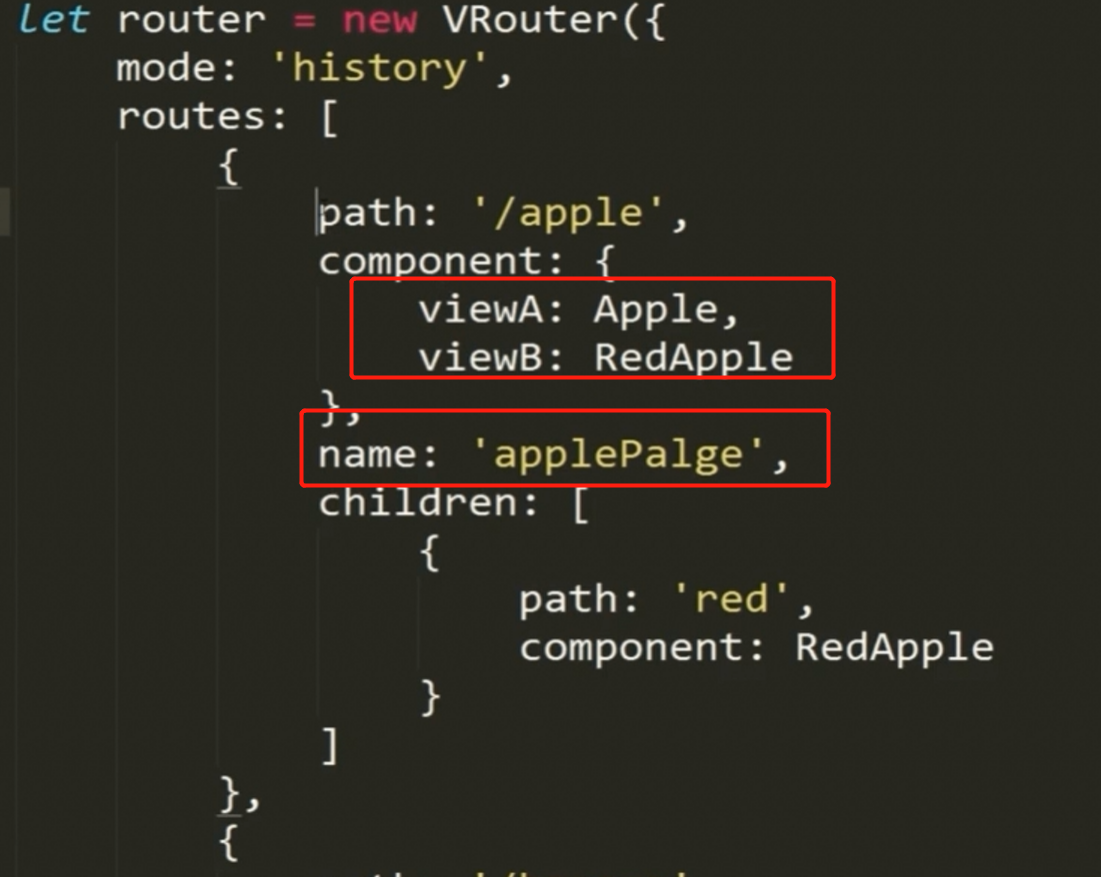 let router = new VRouter({
mode: 'history',
routes: [
{
path: '/apple',
component: {
viewA: Apple,
viewB: RedApple
},
name: 'applePalge',
children: [
{
path: 'red',
component: RedApple
}
]
},
{